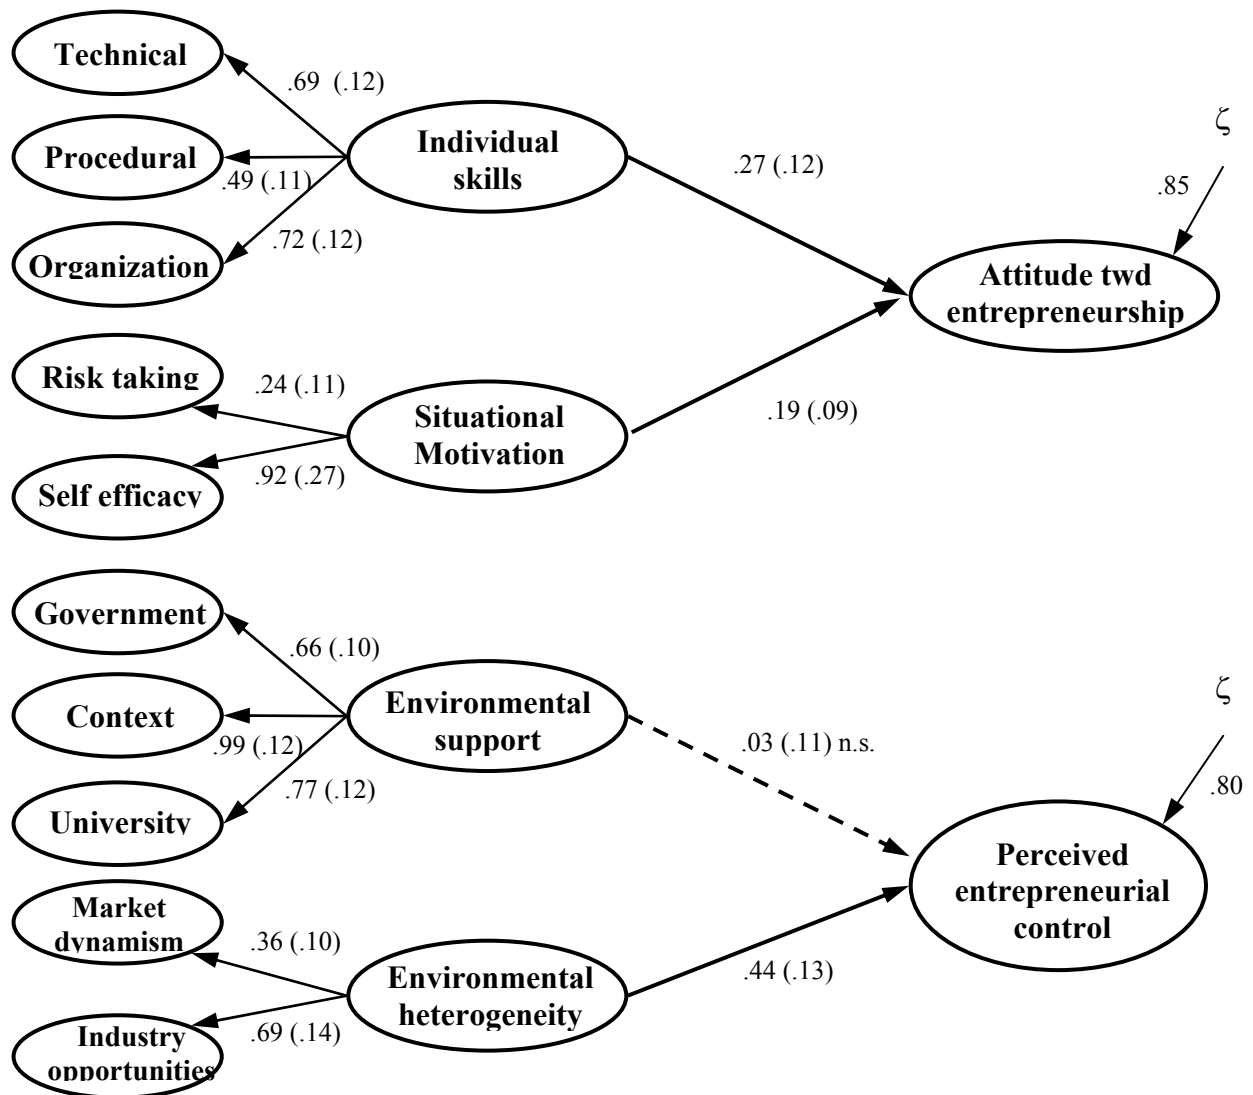 Technical
.69 (.12)
Procedural
.49 (.11)
Organization
.72 (.12)
Individual
skills
.27 (.12)
ζ
.85
Attitude twd
entrepreneurship
Risk taking
.24 (.11)
Self efficacy
.92 (.27)
Situational
Motivation
.19 (.09)
Government
.66 (.10)
Context
.99 (.12)
University
.77 (.12)
Environmental
support
.03 (.11) n.s.
ζ
.80
Perceived
entrepreneurial
control
Market
dynamism
.36 (.10)
Industry
opportunities
.69 (.14)
Environmental
heterogeneity
.44 (.13)